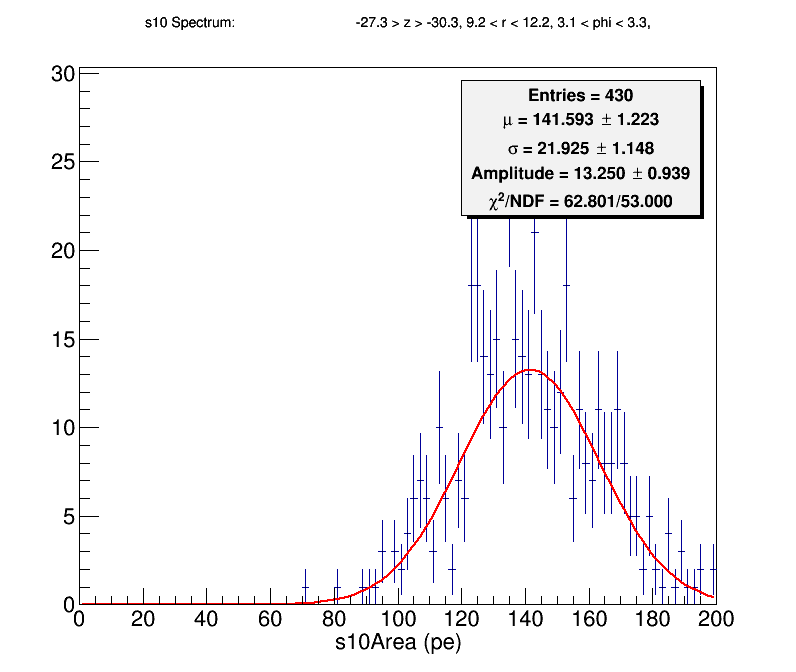 s10 Spectrum: -27.3 > z > -30.3, 9.2 < r < 12.2, 3.1 < phi < 3.3,
30
25
20
15
10
5
0
Entries = 430
μ = 141.593 ± 1.223
σ = 21.925 ± 1.148
Amplitude = 13.250 ± 0.939
χ²/NDF = 62.801/53.000
0 20 40 60 80 100 120 140 160 180 200
s10Area (pe)